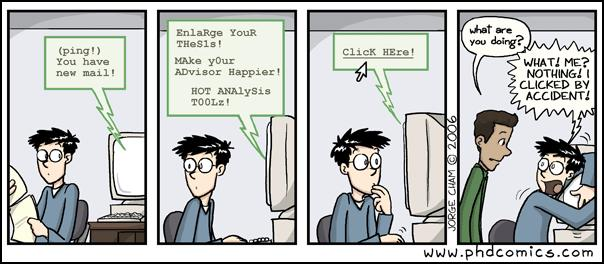 (ping!)
You have
new mail!
EnlaRge YouR
THeS1s!
MAke y0ur
ADvisor Happier!
HOT ANAlySis
T00Lz!
ClicK HEre!
what are
you doing?
WHAT! ME?
NOTHING! I
CLICKED BY
ACCIDENT!
JORGE CHAM © 2006
www.phdcomics.com